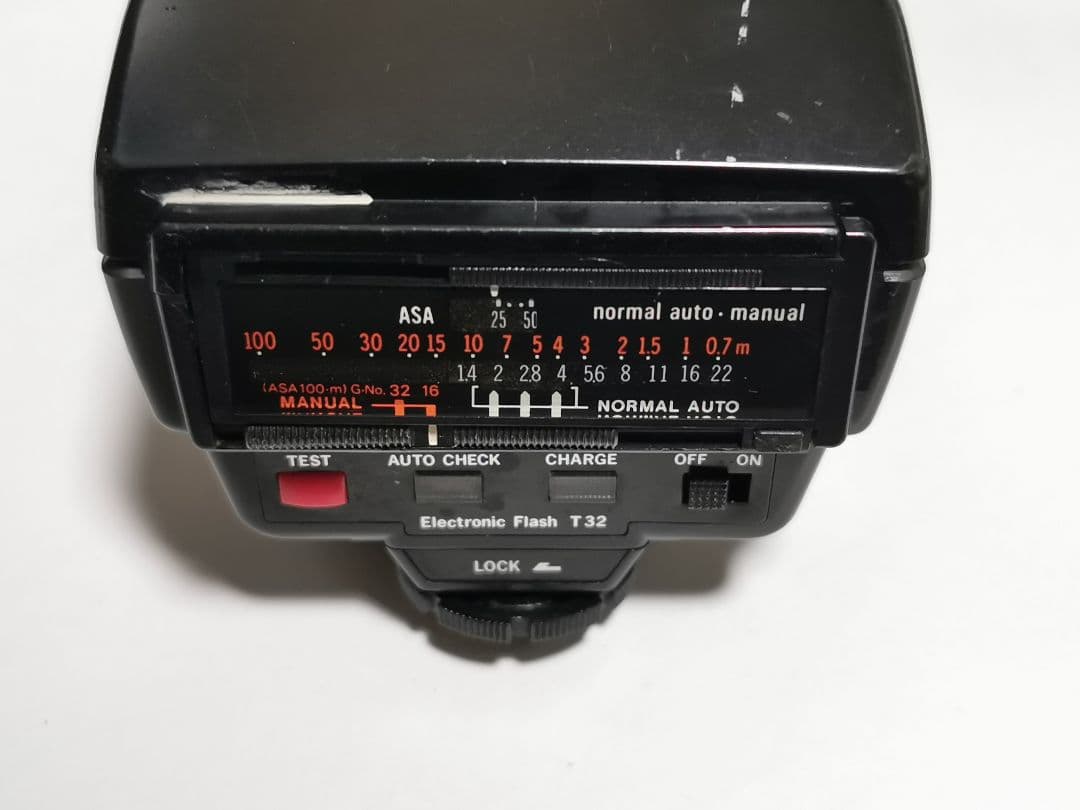 ASA 25 50 normal auto · manual
100 50 30 20 15 10 7 5 4 3 2 1.5 1 0.7m
1.4 2 2.8 4 5.6 8 11 16 22
(ASA100·m) G·No. 32 16
MANUAL NORMAL AUTO
TEST AUTO CHECK CHARGE OFF ON
Electronic Flash T32
LOCK